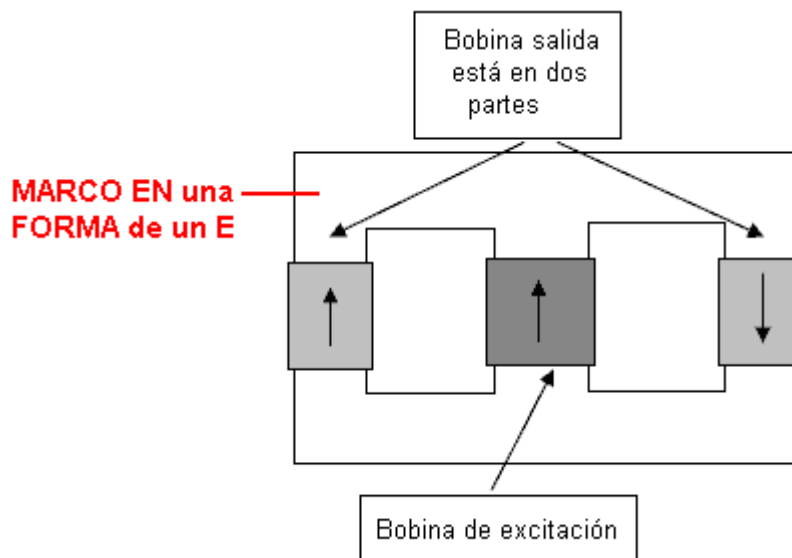 Bobina salida
está en dos
partes
MARCO EN una
FORMA de un E
Bobina de excitación